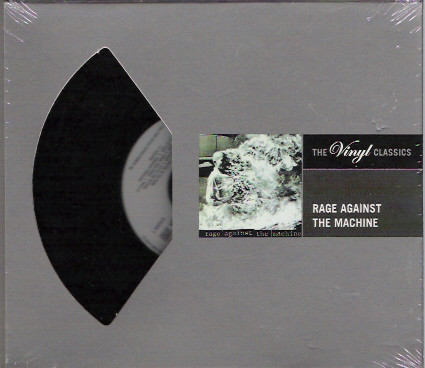 THE Vinyl CLASSICS
RAGE AGAINST
THE MACHINE
rage against the machine